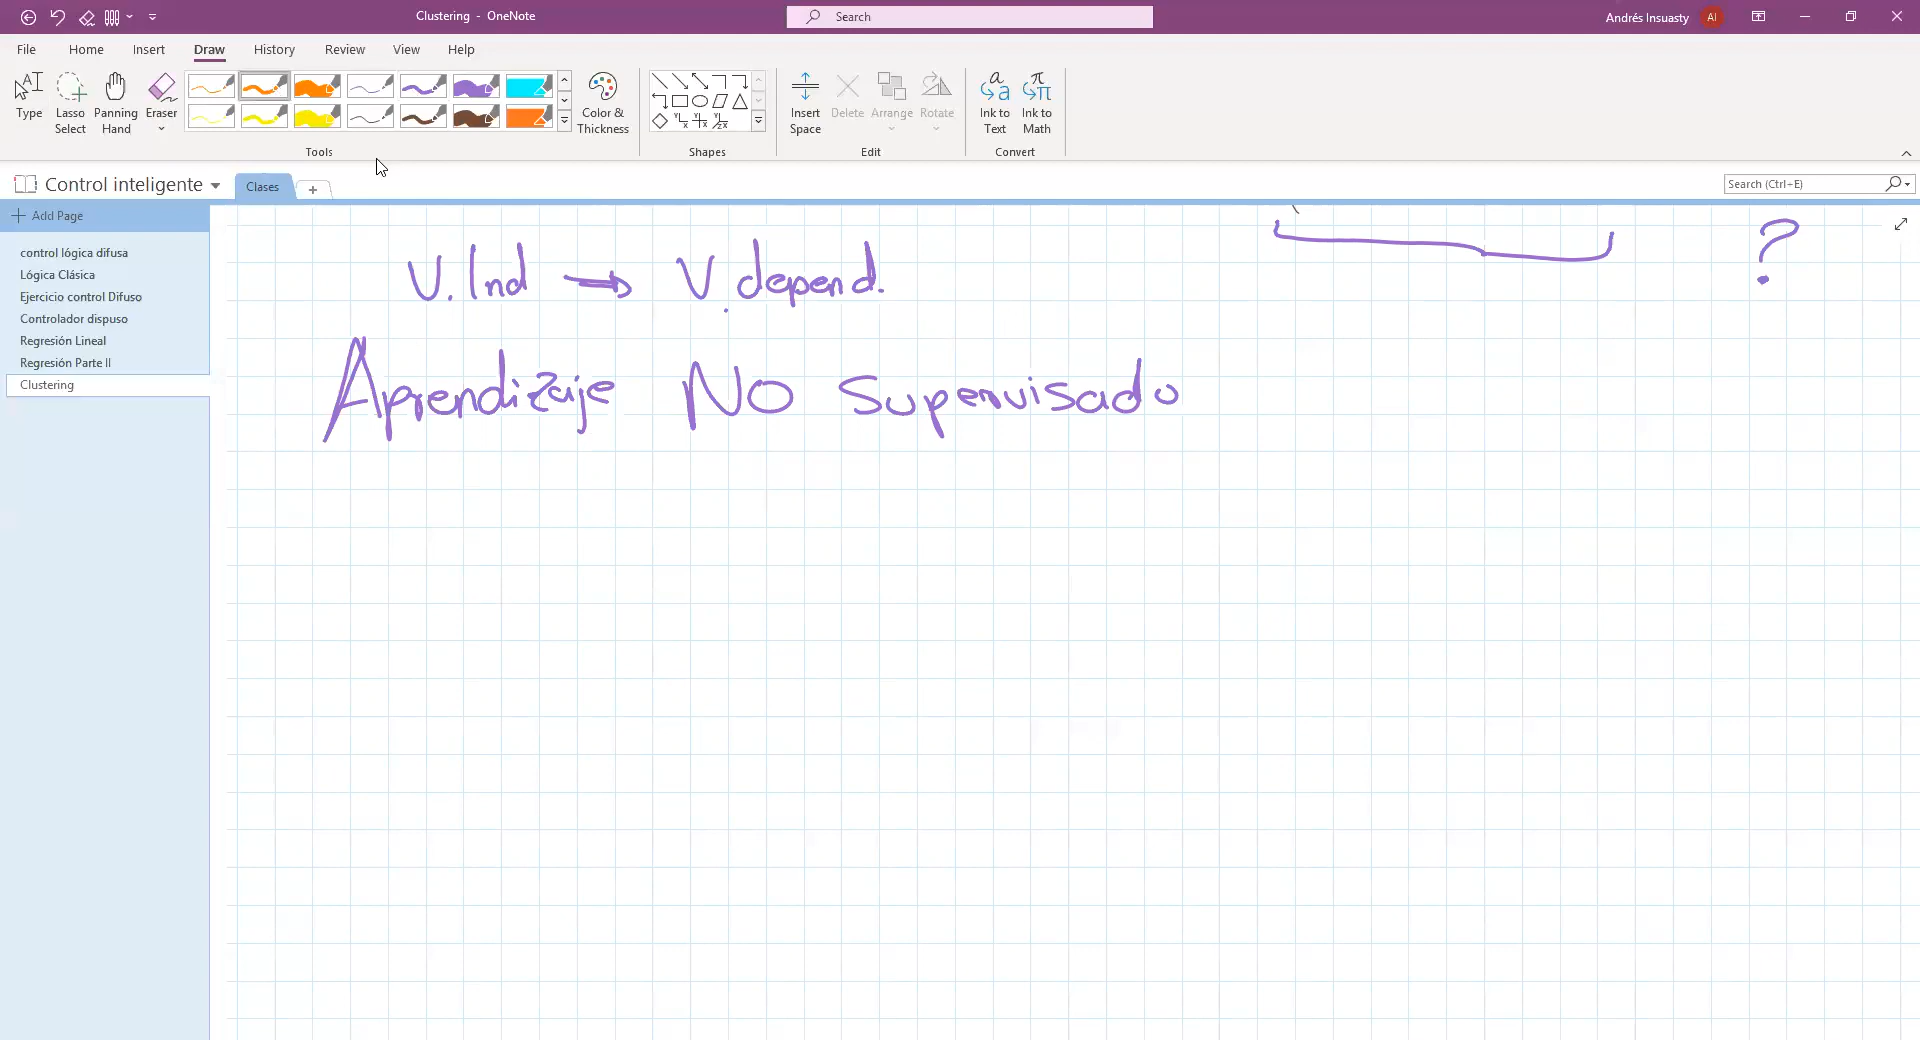 Clustering - OneNote
Search
Andrés Insuasty
AI
File Home Insert Draw History Review View Help
Type
Lasso Select
Panning Hand
Eraser
Color & Thickness
Insert Space
Delete
Arrange
Rotate
Ink to Text
Ink to Math
Tools
Shapes
Edit
Convert
Control inteligente
Clases
Search (Ctrl+E)
Add Page
control lógica difusa
Lógica Clásica
Ejercicio control Difuso
Controlador dispuso
Regresión Lineal
Regresión Parte II
Clustering
?
V. Ind → V. depend.
Aprendizaje NO Supervisado